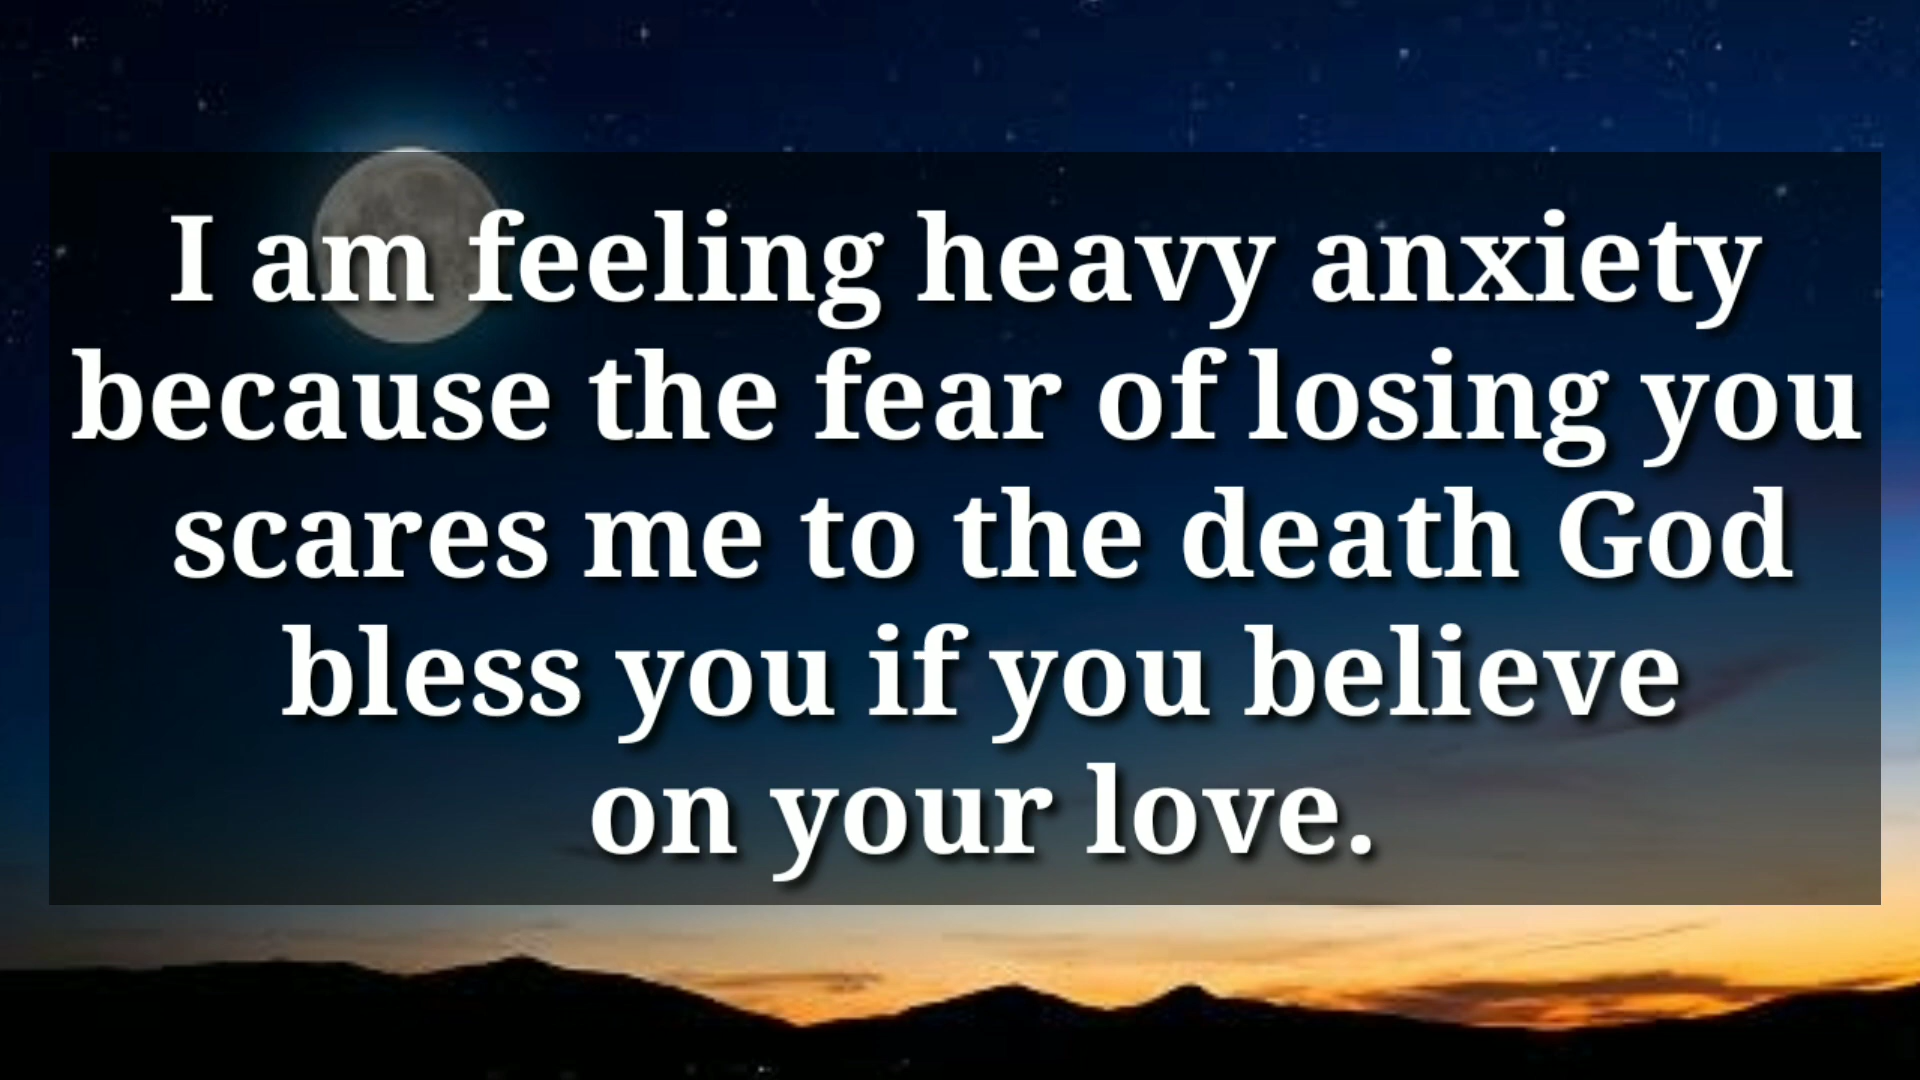 I am feeling heavy anxiety
because the fear of losing you
scares me to the death God
bless you if you believe
on your love.